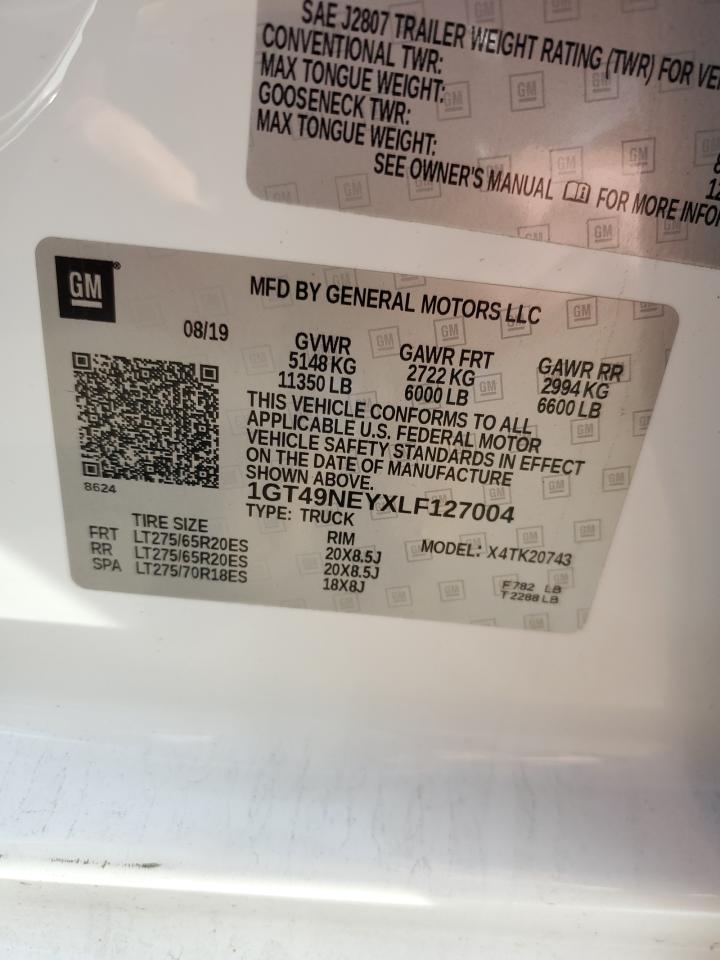 SAE J2807 TRAILER WEIGHT RATING (TWR) FOR
CONVENTIONAL TWR:
MAX TONGUE WEIGHT:
GOOSENECK TWR:
MAX TONGUE WEIGHT:
SEE OWNER'S MANUAL FOR MORE
GM
MFD BY GENERAL MOTORS LLC
08/19
GVWR GAWR FRT GAWR RR
5148 KG 2722 KG 2994 KG
11350 LB 6000 LB 6600 LB
THIS VEHICLE CONFORMS TO ALL
APPLICABLE U.S. FEDERAL MOTOR
VEHICLE SAFETY STANDARDS IN EFFECT
ON THE DATE OF MANUFACTURE
SHOWN ABOVE.
8624
1GT49NEYXLF127004
TYPE: TRUCK
TIRE SIZE RIM MODEL: X4TK20743
FRT LT275/65R20ES 20X8.5J
RR LT275/65R20ES 20X8.5J
SPA LT275/70R18ES 18X8J
F 782 LB
T 2288 LB